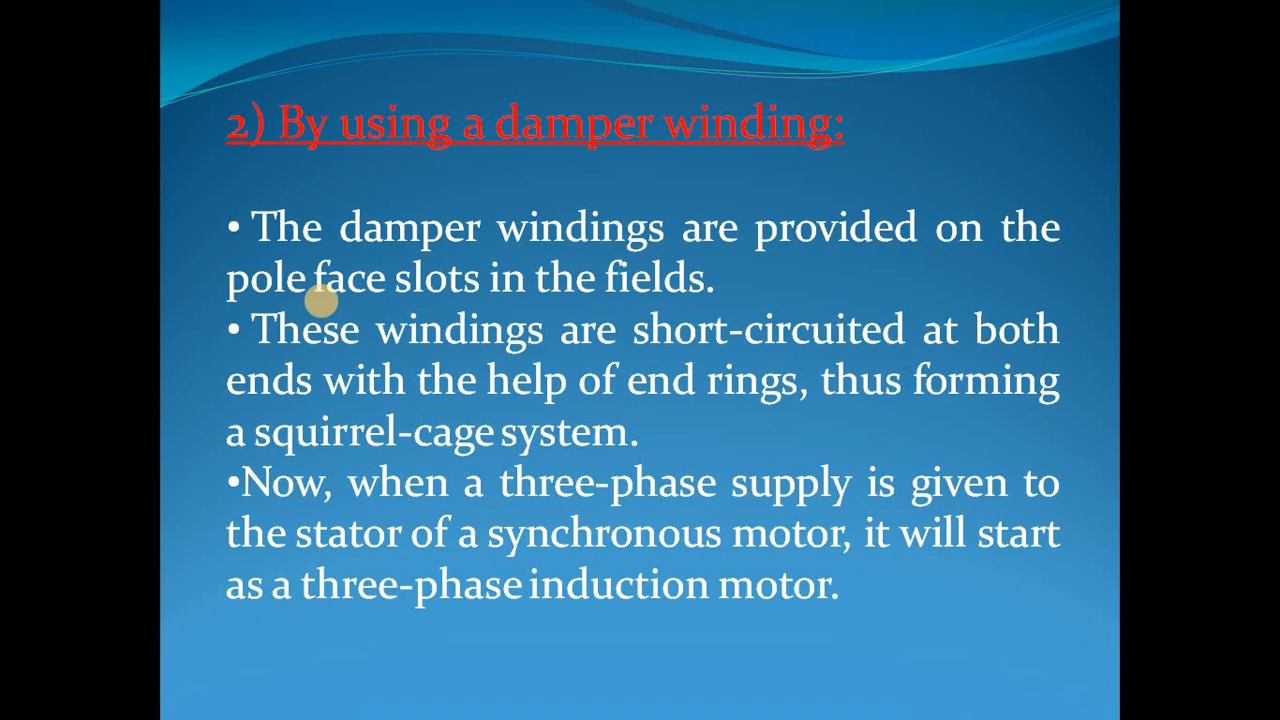 2) By using a damper winding:
• The damper windings are provided on the
pole face slots in the fields.
• These windings are short-circuited at both
ends with the help of end rings, thus forming
a squirrel-cage system.
•Now, when a three-phase supply is given to
the stator of a synchronous motor, it will start
as a three-phase induction motor.